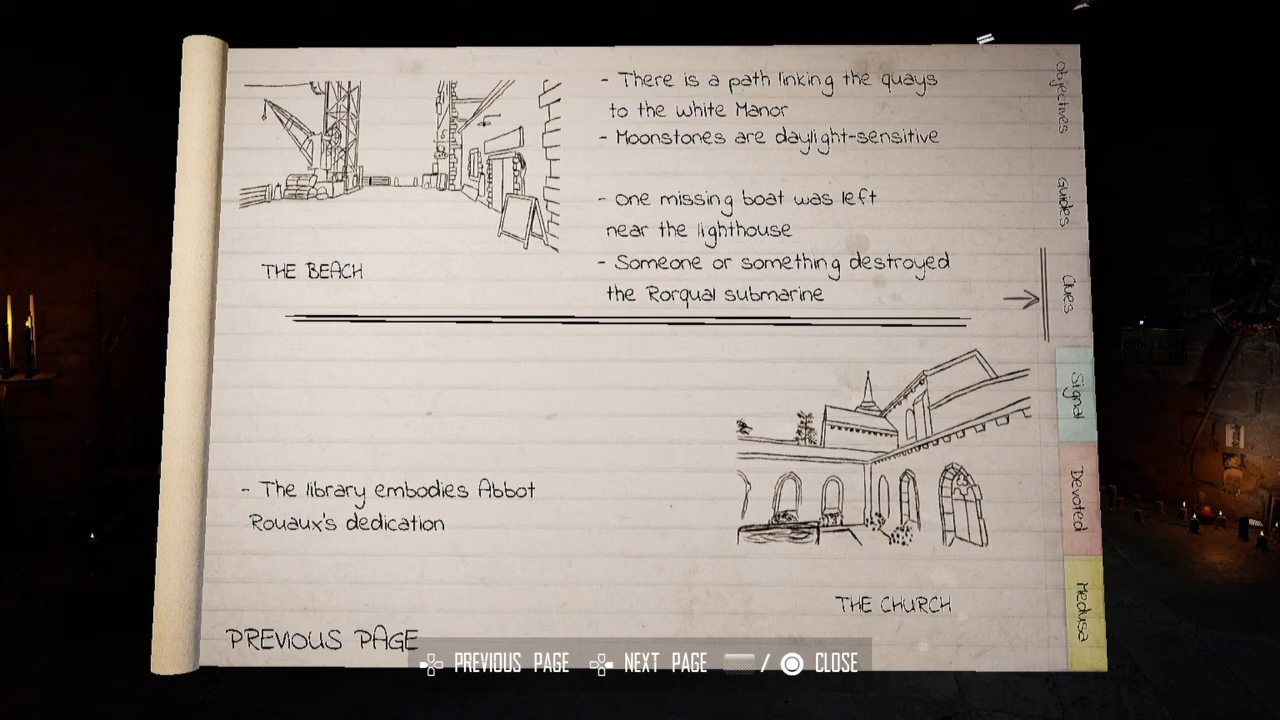 - There is a path linking the quays
to the white Manor
- Moonstones are daylight-sensitive
- one missing boat was left
near the lighthouse
- Someone or something destroyed
the Rorqual submarine
THE BEACH
- The library embodies Abbot
Rouaux's dedication
THE CHURCH
PREVIOUS PAGE
Objectives
Guides
Clues
Signal
Devoted
Medusa
PREVIOUS PAGE NEXT PAGE / CLOSE